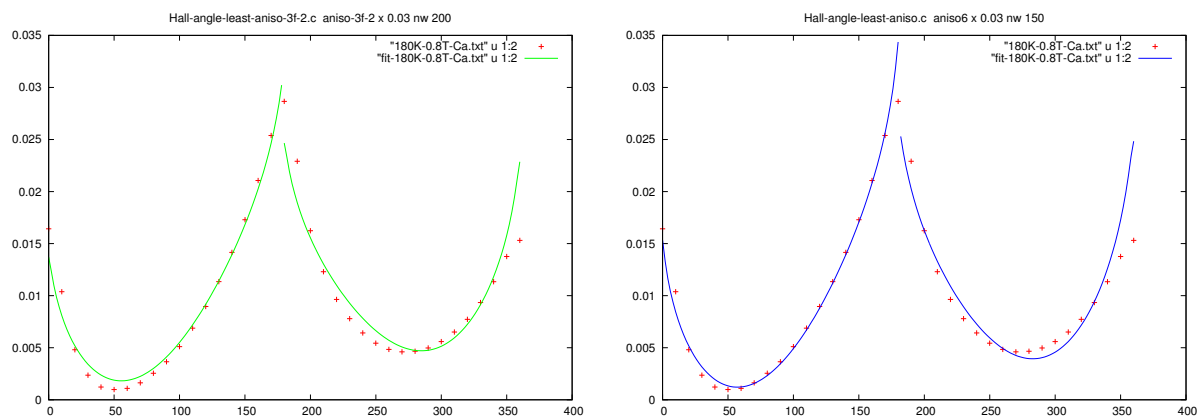 Hall-angle-least-aniso-3f-2.c  aniso-3f-2 x 0.03 nw 200
0.035
0.03
0.025
0.02
0.015
0.01
0.005
0
0 50 100 150 200 250 300 350 400
"180K-0.8T-Ca.txt" u 1:2
"fit-180K-0.8T-Ca.txt" u 1:2
Hall-angle-least-aniso.c  aniso6 x 0.03 nw 150
0.035
0.03
0.025
0.02
0.015
0.01
0.005
0
0 50 100 150 200 250 300 350 400
"180K-0.8T-Ca.txt" u 1:2
"fit-180K-0.8T-Ca.txt" u 1:2